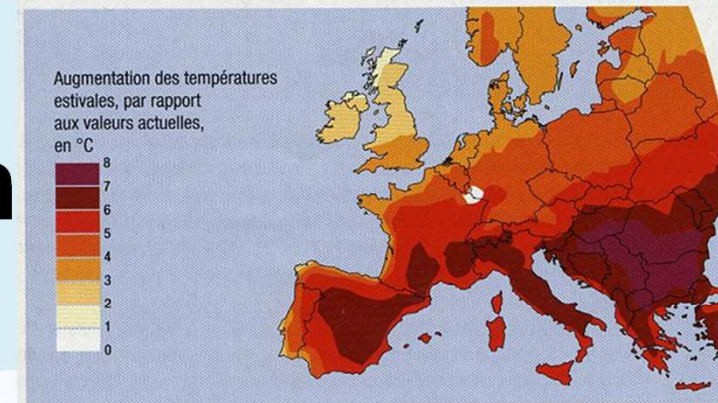 Augmentation des températures
estivales, par rapport
aux valeurs actuelles,
en °C
8
7
6
5
4
3
2
1
0